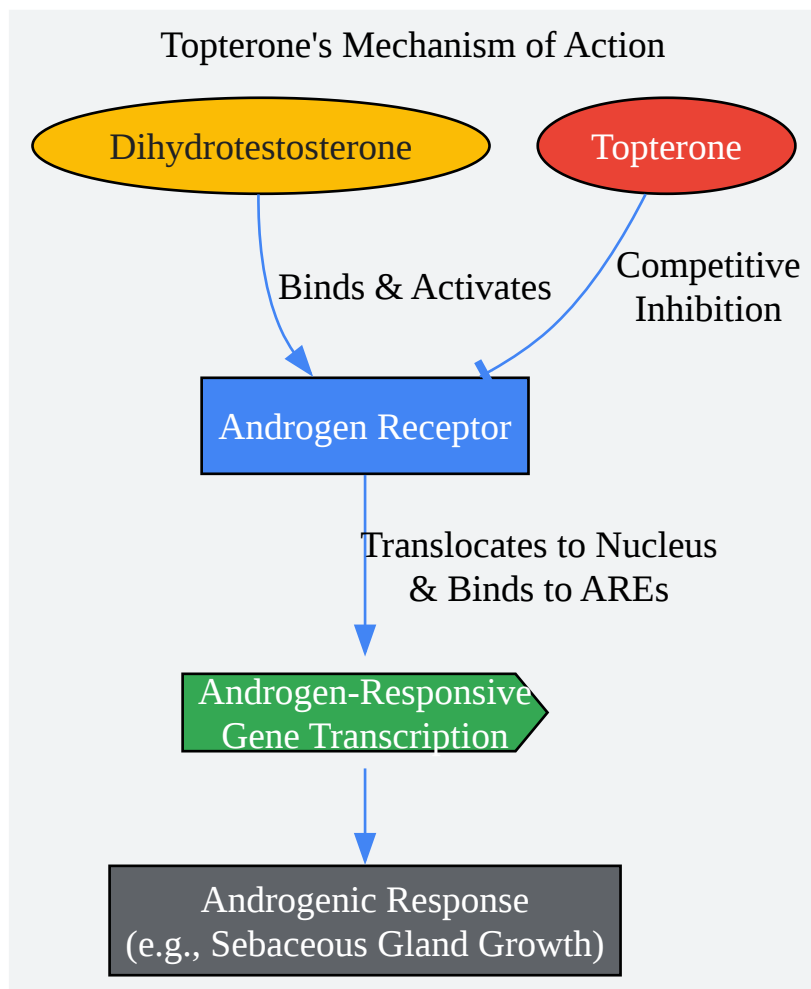 Topterone's Mechanism of Action
Dihydrotestosterone
Topterone
Binds & Activates
Competitive
Inhibition
Androgen Receptor
Translocates to Nucleus
& Binds to AREs
Androgen-Responsive
Gene Transcription
Androgenic Response
(e.g., Sebaceous Gland Growth)